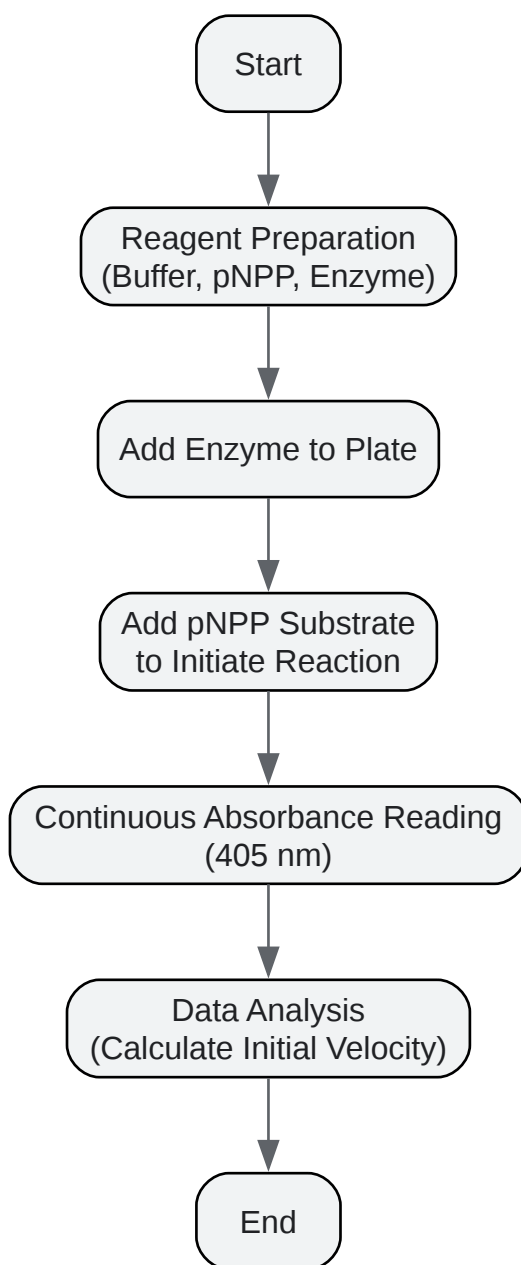 Start
Reagent Preparation
(Buffer, pNPP, Enzyme)
Add Enzyme to Plate
Add pNPP Substrate
to Initiate Reaction
Continuous Absorbance Reading
(405 nm)
Data Analysis
(Calculate Initial Velocity)
End